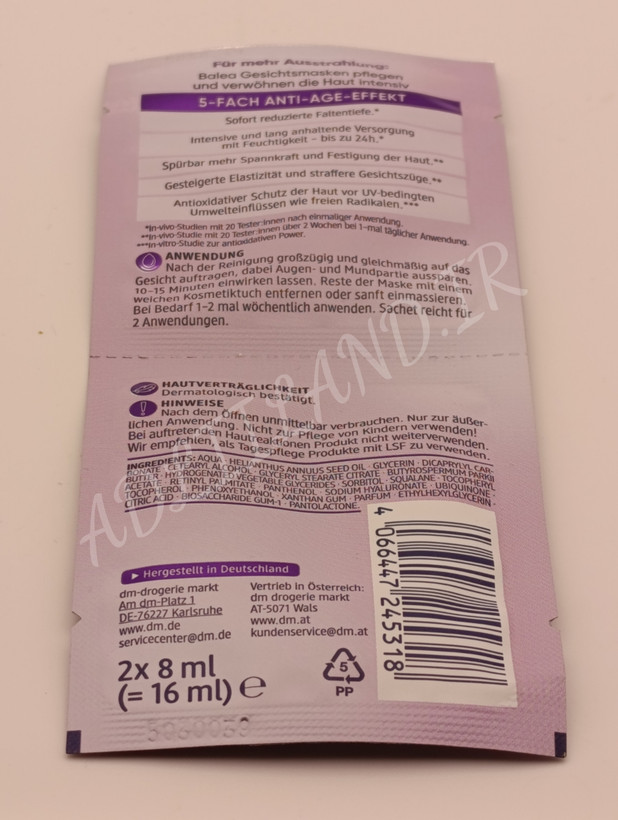 Für mehr Ausstrahlung:
Balea Gesichtsmasken pflegen
und verwöhnen die Haut intensiv
5-FACH ANTI-AGE-EFFEKT
Sofort reduzierte Faltentiefe.*
Intensive und lang anhaltende Versorgung
mit Feuchtigkeit – bis zu 24h.*
Spürbar mehr Spannkraft und Festigung der Haut.**
Gesteigerte Elastizität und straffere Gesichtszüge.**
Antioxidativer Schutz der Haut vor UV-bedingten
Umwelteinflüssen wie freien Radikalen.***
*In-vivo-Studien mit 20 Tester:innen nach einmaliger Anwendung.
**In-vivo-Studie mit 20 Tester:innen über 2 Wochen bei 1-mal täglicher Anwendung.
***In-vitro-Studie zur antioxidativen Power.
ANWENDUNG
Nach der Reinigung großzügig und gleichmäßig auf das
Gesicht auftragen, dabei Augen- und Mundpartie aussparen.
10–15 Minuten einwirken lassen. Reste der Maske mit einem
weichen Kosmetiktuch entfernen oder sanft einmassieren.
Bei Bedarf 1–2 mal wöchentlich anwenden. Sachet reicht für
2 Anwendungen.
HAUTVERTRÄGLICHKEIT
Dermatologisch bestätigt.
HINWEISE
Nach dem Öffnen unmittelbar verbrauchen. Nur zur äußer-
lichen Anwendung. Nicht zur Pflege von Kindern verwenden!
Bei auftretenden Hautreaktionen Produkt nicht weiterverwenden.
Wir empfehlen, als Tagespflege Produkte mit LSF zu verwenden.
INGREDIENTS: AQUA · HELIANTHUS ANNUUS SEED OIL · GLYCERIN · DICAPRYLYL CAR-
BONATE · CETEARYL ALCOHOL · GLYCERYL STEARATE CITRATE · BUTYROSPERMUM PARKII
BUTTER · HYDROGENATED VEGETABLE GLYCERIDES · SORBITOL · SQUALANE · TOCOPHERYL
ACETATE · RETINYL PALMITATE · PANTHENOL · SODIUM HYALURONATE · UBIQUINONE ·
TOCOPHEROL · PHENOXYETHANOL · XANTHAN GUM · PARFUM · ETHYLHEXYLGLYCERIN ·
CITRIC ACID · BIOSACCHARIDE GUM-1 · PANTOLACTONE.
▶ Hergestellt in Deutschland
dm-drogerie markt
Am dm-Platz 1
DE-76227 Karlsruhe
www.dm.de
servicecenter@dm.de
Vertrieb in Österreich:
dm drogerie markt
AT-5071 Wals
www.dm.at
kundenservice@dm.at
2x 8 ml
(= 16 ml) ℮
5
PP
4 066447 245318